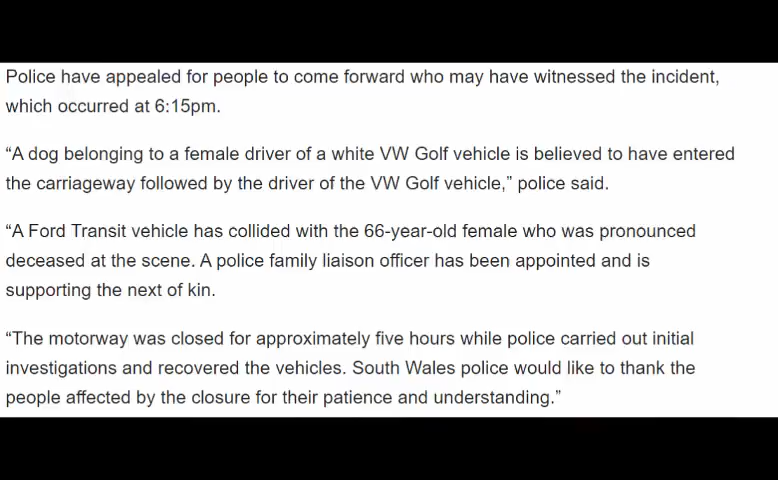 Police have appealed for people to come forward who may have witnessed the incident,
which occurred at 6:15pm.
“A dog belonging to a female driver of a white VW Golf vehicle is believed to have entered
the carriageway followed by the driver of the VW Golf vehicle,” police said.
“A Ford Transit vehicle has collided with the 66-year-old female who was pronounced
deceased at the scene. A police family liaison officer has been appointed and is
supporting the next of kin.
“The motorway was closed for approximately five hours while police carried out initial
investigations and recovered the vehicles. South Wales police would like to thank the
people affected by the closure for their patience and understanding.”